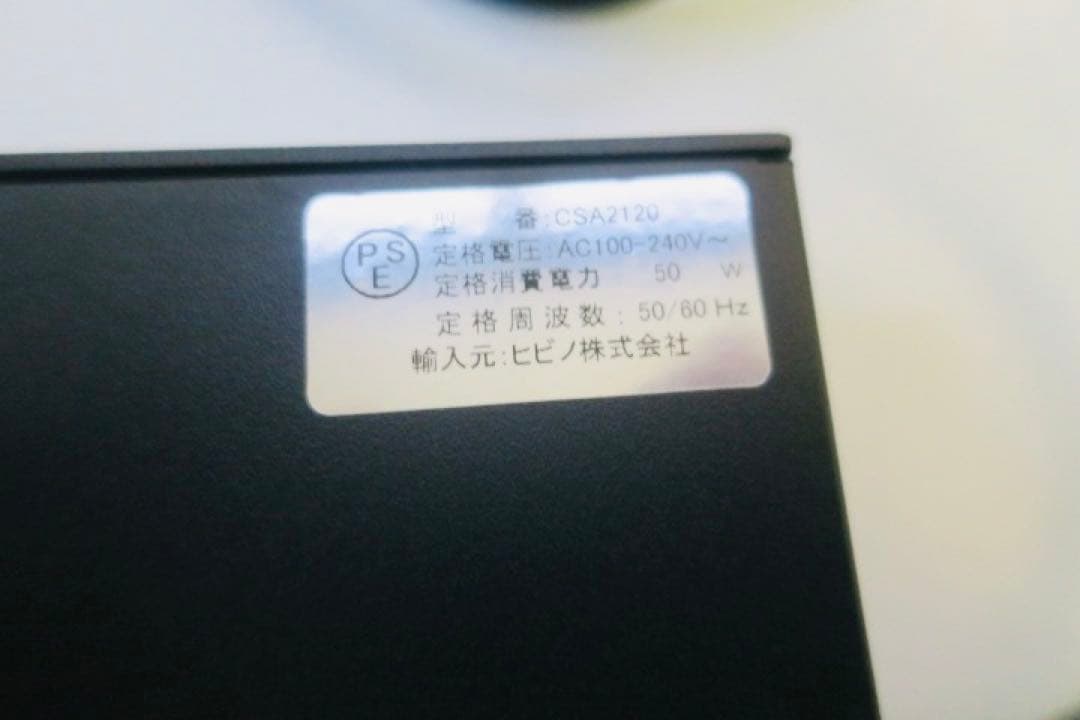 PSE
型 番:CSA2120
定格電圧:AC100-240V～
定格消費電力 50 W
定格周波数: 50/60 Hz
輸入元:ヒビノ株式会社